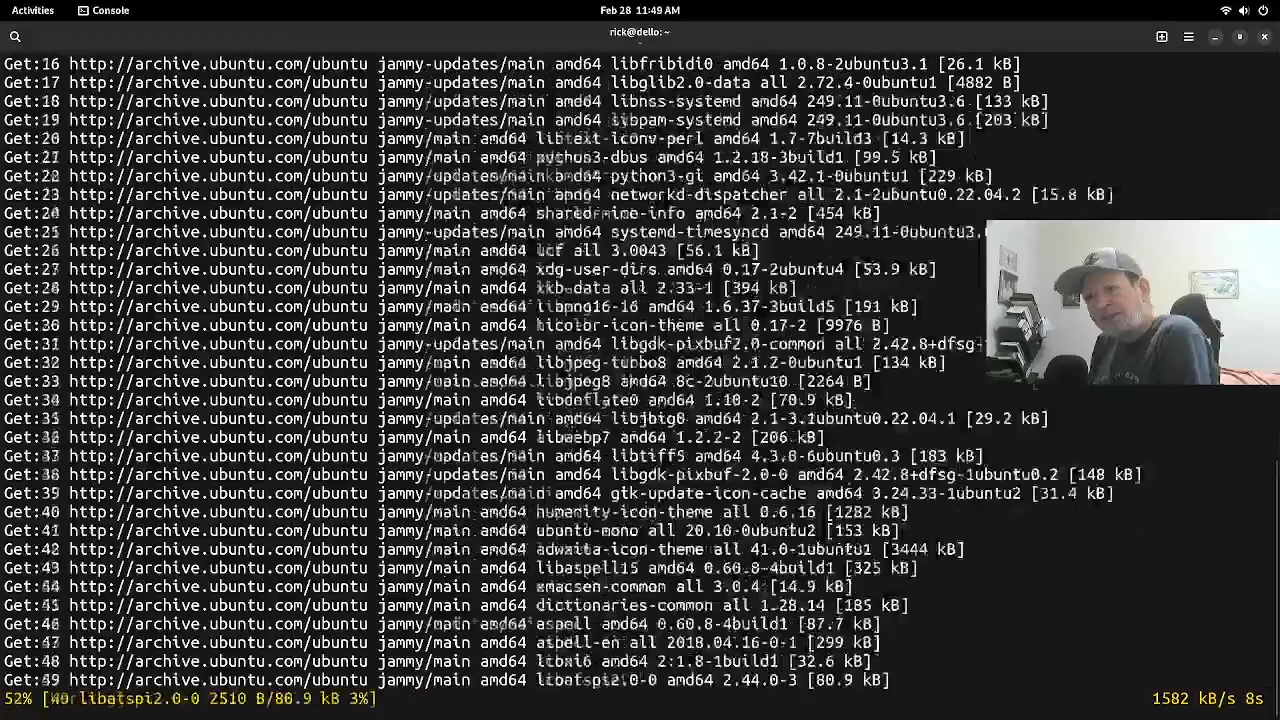 Activities
Console
Feb 28 11:49 AM
rick@dello: ~
~
Get:16 http://archive.ubuntu.com/ubuntu jammy-updates/main amd64 libfribidi0 amd64 1.0.8-2ubuntu3.1 [26.1 kB]
Get:17 http://archive.ubuntu.com/ubuntu jammy-updates/main amd64 libglib2.0-data all 2.72.4-0ubuntu1 [4882 B]
Get:18 http://archive.ubuntu.com/ubuntu jammy-updates/main amd64 libnss-systemd amd64 249.11-0ubuntu3.6 [133 kB]
Get:19 http://archive.ubuntu.com/ubuntu jammy-updates/main amd64 libpam-systemd amd64 249.11-0ubuntu3.6 [203 kB]
Get:20 http://archive.ubuntu.com/ubuntu jammy/main amd64 libtext-iconv-perl amd64 1.7-7build3 [14.3 kB]
Get:21 http://archive.ubuntu.com/ubuntu jammy/main amd64 python3-dbus amd64 1.2.18-3build1 [99.5 kB]
Get:22 http://archive.ubuntu.com/ubuntu jammy-updates/main amd64 python3-gi amd64 3.42.1-0ubuntu1 [229 kB]
Get:23 http://archive.ubuntu.com/ubuntu jammy-updates/main amd64 networkd-dispatcher all 2.1-2ubuntu0.22.04.2 [15.8 kB]
Get:24 http://archive.ubuntu.com/ubuntu jammy/main amd64 shared-mime-info amd64 2.1-2 [454 kB]
Get:25 http://archive.ubuntu.com/ubuntu jammy-updates/main amd64 systemd-timesyncd amd64 249.11-0ubuntu3.
Get:26 http://archive.ubuntu.com/ubuntu jammy/main amd64 ucf all 3.0043 [56.1 kB]
Get:27 http://archive.ubuntu.com/ubuntu jammy/main amd64 xdg-user-dirs amd64 0.17-2ubuntu4 [53.9 kB]
Get:28 http://archive.ubuntu.com/ubuntu jammy/main amd64 xkb-data all 2.33-1 [394 kB]
Get:29 http://archive.ubuntu.com/ubuntu jammy/main amd64 libpng16-16 amd64 1.6.37-3build5 [191 kB]
Get:30 http://archive.ubuntu.com/ubuntu jammy/main amd64 hicolor-icon-theme all 0.17-2 [9976 B]
Get:31 http://archive.ubuntu.com/ubuntu jammy-updates/main amd64 libgdk-pixbuf2.0-common all 2.42.8+dfsg-
Get:32 http://archive.ubuntu.com/ubuntu jammy/main amd64 libjpeg-turbo8 amd64 2.1.2-0ubuntu1 [134 kB]
Get:33 http://archive.ubuntu.com/ubuntu jammy/main amd64 libjpeg8 amd64 8c-2ubuntu10 [2264 B]
Get:34 http://archive.ubuntu.com/ubuntu jammy/main amd64 libdeflate0 amd64 1.10-2 [70.9 kB]
Get:35 http://archive.ubuntu.com/ubuntu jammy-updates/main amd64 libjbig0 amd64 2.1-3.1ubuntu0.22.04.1 [29.2 kB]
Get:36 http://archive.ubuntu.com/ubuntu jammy/main amd64 libwebp7 amd64 1.2.2-2 [206 kB]
Get:37 http://archive.ubuntu.com/ubuntu jammy-updates/main amd64 libtiff5 amd64 4.3.0-6ubuntu0.3 [183 kB]
Get:38 http://archive.ubuntu.com/ubuntu jammy-updates/main amd64 libgdk-pixbuf-2.0-0 amd64 2.42.8+dfsg-1ubuntu0.2 [148 kB]
Get:39 http://archive.ubuntu.com/ubuntu jammy-updates/main amd64 gtk-update-icon-cache amd64 3.24.33-1ubuntu2 [31.4 kB]
Get:40 http://archive.ubuntu.com/ubuntu jammy/main amd64 humanity-icon-theme all 0.6.16 [1282 kB]
Get:41 http://archive.ubuntu.com/ubuntu jammy/main amd64 ubuntu-mono all 20.10-0ubuntu2 [153 kB]
Get:42 http://archive.ubuntu.com/ubuntu jammy/main amd64 adwaita-icon-theme all 41.0-1ubuntu1 [3444 kB]
Get:43 http://archive.ubuntu.com/ubuntu jammy/main amd64 libaspell15 amd64 0.60.8-4build1 [325 kB]
Get:44 http://archive.ubuntu.com/ubuntu jammy/main amd64 emacsen-common all 3.0.4 [14.9 kB]
Get:45 http://archive.ubuntu.com/ubuntu jammy/main amd64 dictionaries-common all 1.28.14 [185 kB]
Get:46 http://archive.ubuntu.com/ubuntu jammy/main amd64 aspell amd64 0.60.8-4build1 [87.7 kB]
Get:47 http://archive.ubuntu.com/ubuntu jammy/main amd64 aspell-en all 2018.04.16-0-1 [299 kB]
Get:48 http://archive.ubuntu.com/ubuntu jammy/main amd64 libxi6 amd64 2:1.8-1build1 [32.6 kB]
Get:49 http://archive.ubuntu.com/ubuntu jammy/main amd64 libatspi2.0-0 amd64 2.44.0-3 [80.9 kB]
52% [49 libatspi2.0-0 2510 B/80.9 kB 3%] 1582 kB/s 8s